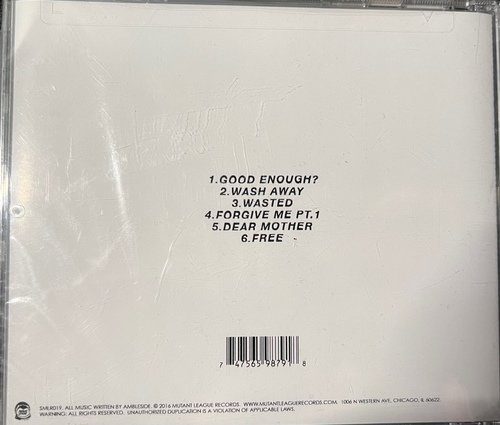 1.GOOD ENOUGH?
2.WASH AWAY
3.WASTED
4.FORGIVE ME PT.1
5.DEAR MOTHER
6.FREE
7 47565 98791 8
SMLR019. ALL MUSIC WRITTEN BY AMBLESIDE. © 2016 MUTANT LEAGUE RECORDS. WWW.MUTANTLEAGUERECORDS.COM. 1006 N WESTERN AVE. CHICAGO, IL 60622.
WARNING: ALL RIGHTS RESERVED. UNAUTHORIZED DUPLICATION IS A VIOLATION OF APPLICABLE LAWS.